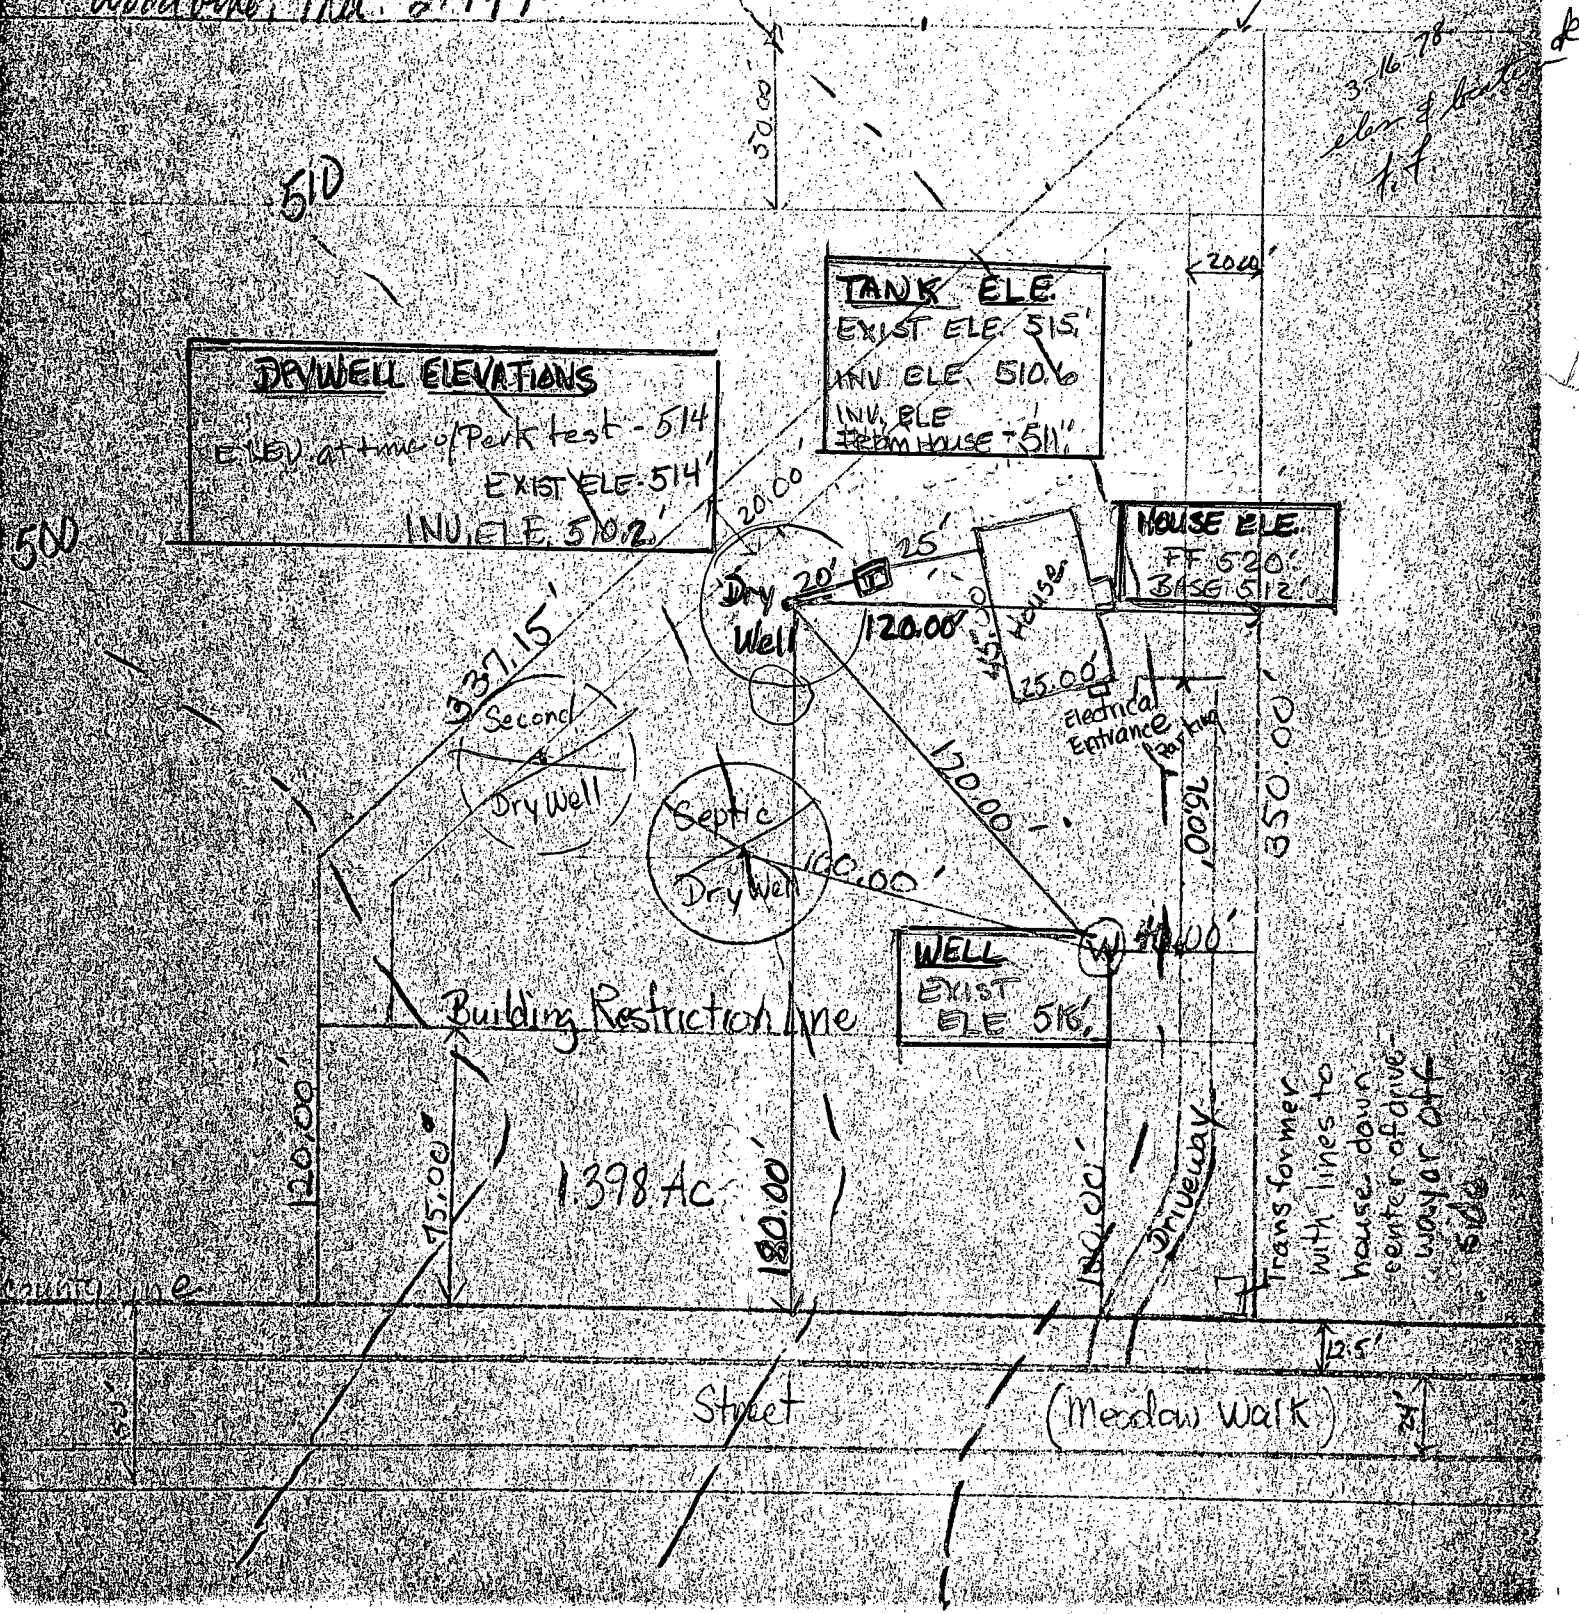 50.00
3-16-78
elev. &
510
20.00'
TANK ELE.
EXIST ELE. 515.'
INV. ELE. 510.6
INV. ELE
FROM HOUSE - 511.'
DRYWELL ELEVATIONS
ELEV. at time of Perk test - 514
EXIST ELE - 514'
INV. ELE. 510.2'
20.00
500
HOUSE ELE.
FF 520.'
BASE 512'
25'
20'
Dry
Well
House
45.00
120.00'
25.00'
337.15'
Electrical
Entrance
Parking
Second
Dry Well
120.00'
350.00'
Septic
Dry Well
100.00'
W
WELL
EXIST
ELE
Building Restriction Line
120.00'
75.00'
1.398 Ac
180.00'
Driveway
Transformer
with lines to
house down
center of drive-
way or off
side
County Line
12.5'
50'
Street
(Meadow Walk)
24'